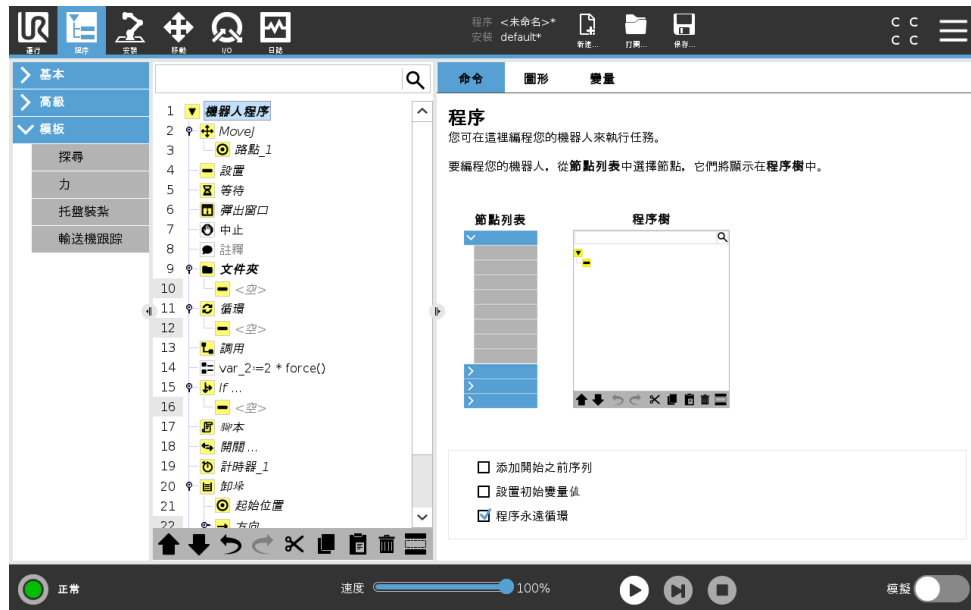 程序 <未命名>*
安裝 default*
運行
程序
安裝
移動
I/O
日誌
新建...
打開...
保存...
C C
C C
基本
高級
模板
探尋
力
托盤裝紮
輸送機跟踪
1 機器人程序
2 MoveJ
3 路點_1
4 設置
5 等待
6 彈出窗口
7 中止
8 註釋
9 文件夾
10 <空>
11 循環
12 <空>
13 調用
14 var_2:=2 * force()
15 If ...
16 <空>
17 腳本
18 開關 ...
19 計時器_1
20 卸垛
21 起始位置
22 方向
命令 圖形 變量
程序
您可在這裡編程您的機器人來執行任務。
要編程您的機器人，從節點列表中選擇節點，它們將顯示在程序樹中。
節點列表 程序樹
添加開始之前序列
設置初始變量值
程序永遠循環
正常
速度 100%
模擬